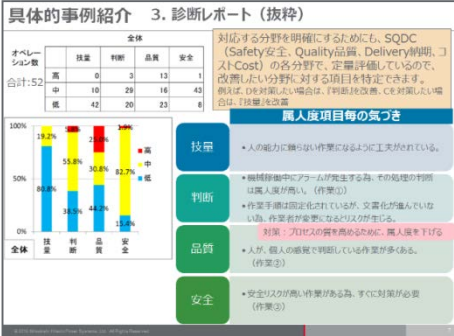 具体的事例紹介 3. 診断レポート（抜粋）
対応する分野を明確にするためにも、SQDC
（Safety安全、Quality品質、Delivery納期、コ
ストCost）の各分野で、定量評価しているので、
改善したい分野に対する項目を特定できます。
例えば、Dを対策したい場合は、『判断』を改善、Cを対策したい場
合は、『技量』を改善
オペレー
ション数
全体
技量 判断 品質 安全
合計:52
高 0 3 13 1
中 10 29 16 43
低 42 20 23 8
属人度項目毎の気づき
100%
50%
0%
19.2% 55.8% 30.8% 82.7%
80.8% 38.5% 44.2% 15.4%
高
中
低
全体 技量 判断 品質 安全
技量
•人の能力に頼らない作業になるように工夫がされている。
判断
•機械稼働中にアラームが発生する為、その処理の判断
は属人度が高い。（作業①）
•作業手順は固定化されているが、文書化が進んでいな
い為、作業者が変更になるとリスクが生じる。
対策：プロセスの質を高めるために、属人度を下げる
品質
•人が、個人の感覚で判断している作業が多くある。
（作業②）
安全
•安全リスクが高い作業がある為、すぐに対策が必要
（作業③）